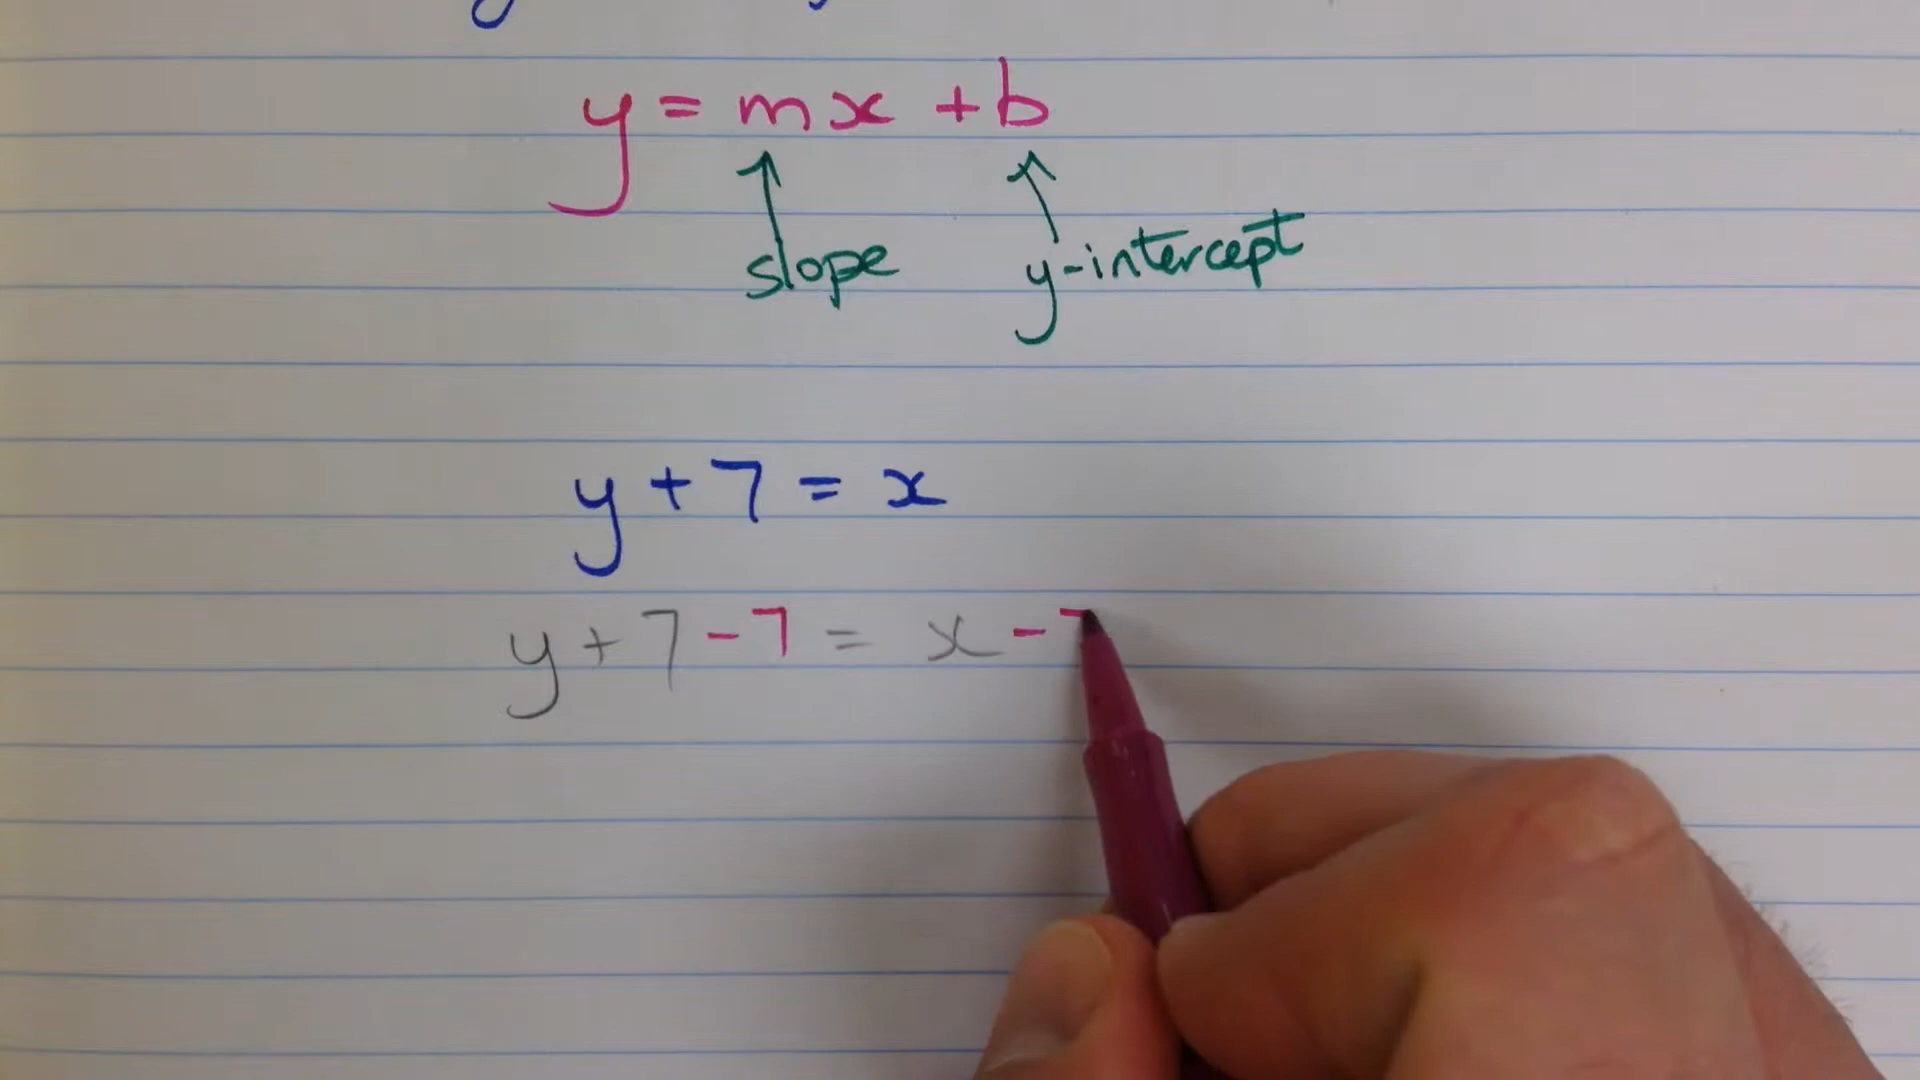 y = mx + b
slope y-intercept
y + 7 = x
y + 7 - 7 = x - 7